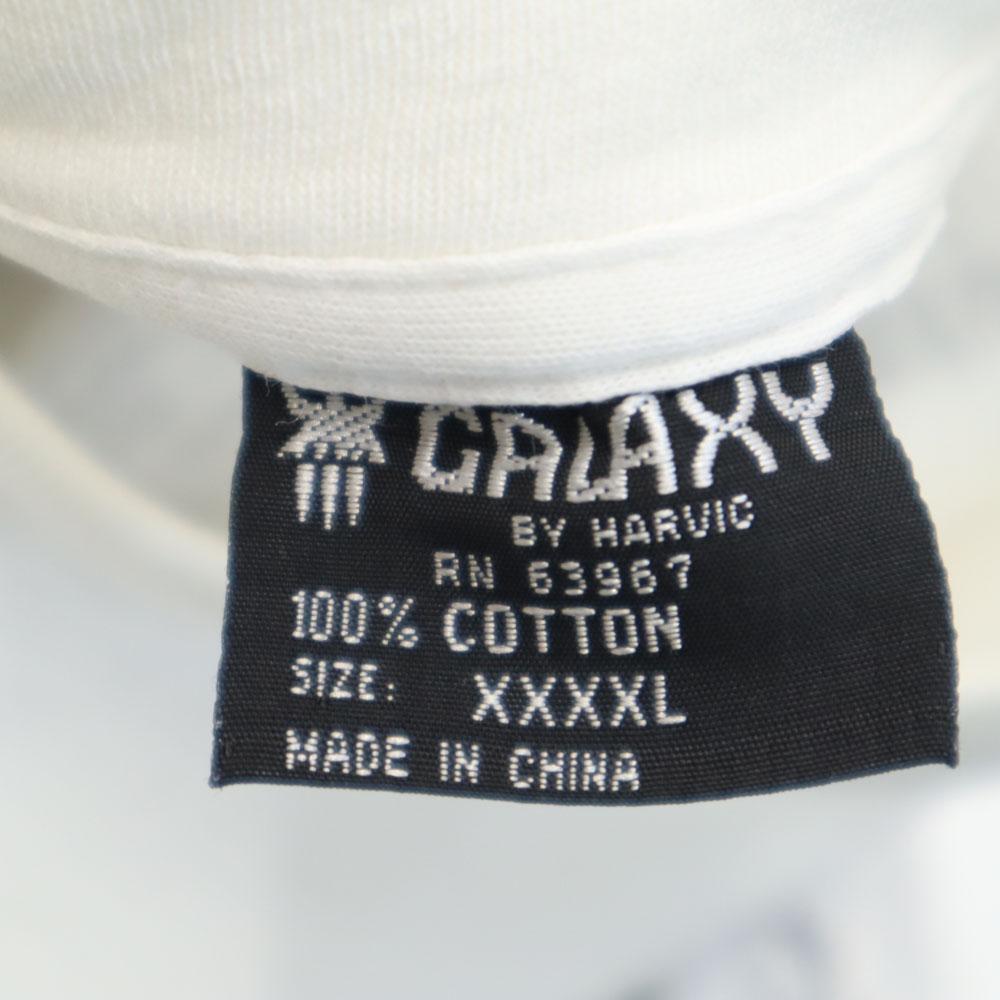 GALAXY
BY HARVIC
RN 63967
100% COTTON
SIZE: XXXXL
MADE IN CHINA